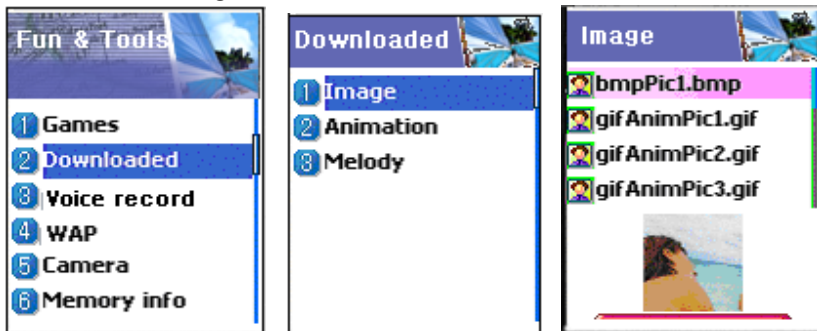 Fun & Tools
1 Games
2 Downloaded
3 Voice record
4 WAP
5 Camera
6 Memory info
Downloaded
1 Image
2 Animation
3 Melody
Image
bmpPic1.bmp
gifAnimPic1.gif
gifAnimPic2.gif
gifAnimPic3.gif